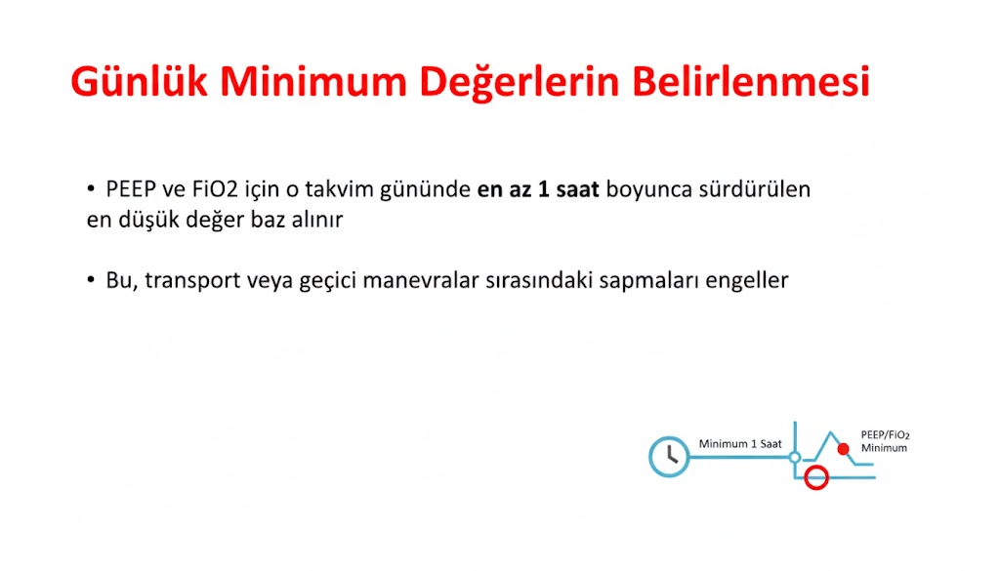 Günlük Minimum Değerlerin Belirlenmesi
• PEEP ve FiO2 için o takvim gününde en az 1 saat boyunca sürdürülen
en düşük değer baz alınır
• Bu, transport veya geçici manevralar sırasındaki sapmaları engeller
Minimum 1 Saat
PEEP/FiO₂
Minimum